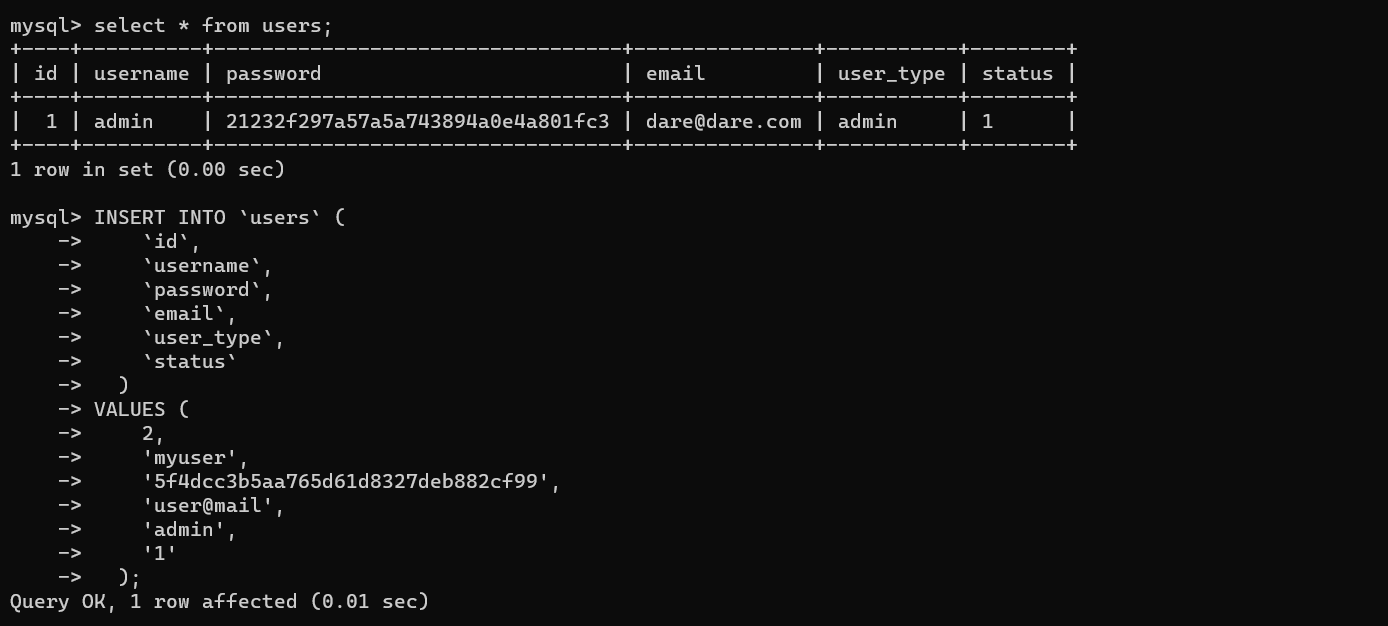 mysql> select * from users;
+----+----------+----------------------------------+---------------+-----------+--------+
| id | username | password                         | email         | user_type | status |
+----+----------+----------------------------------+---------------+-----------+--------+
|  1 | admin    | 21232f297a57a5a743894a0e4a801fc3 | dare@dare.com | admin     | 1      |
+----+----------+----------------------------------+---------------+-----------+--------+
1 row in set (0.00 sec)

mysql> INSERT INTO `users` (
    ->     `id`,
    ->     `username`,
    ->     `password`,
    ->     `email`,
    ->     `user_type`,
    ->     `status`
    ->   )
    -> VALUES (
    ->     2,
    ->     'myuser',
    ->     '5f4dcc3b5aa765d61d8327deb882cf99',
    ->     'user@mail',
    ->     'admin',
    ->     '1'
    ->   );
Query OK, 1 row affected (0.01 sec)